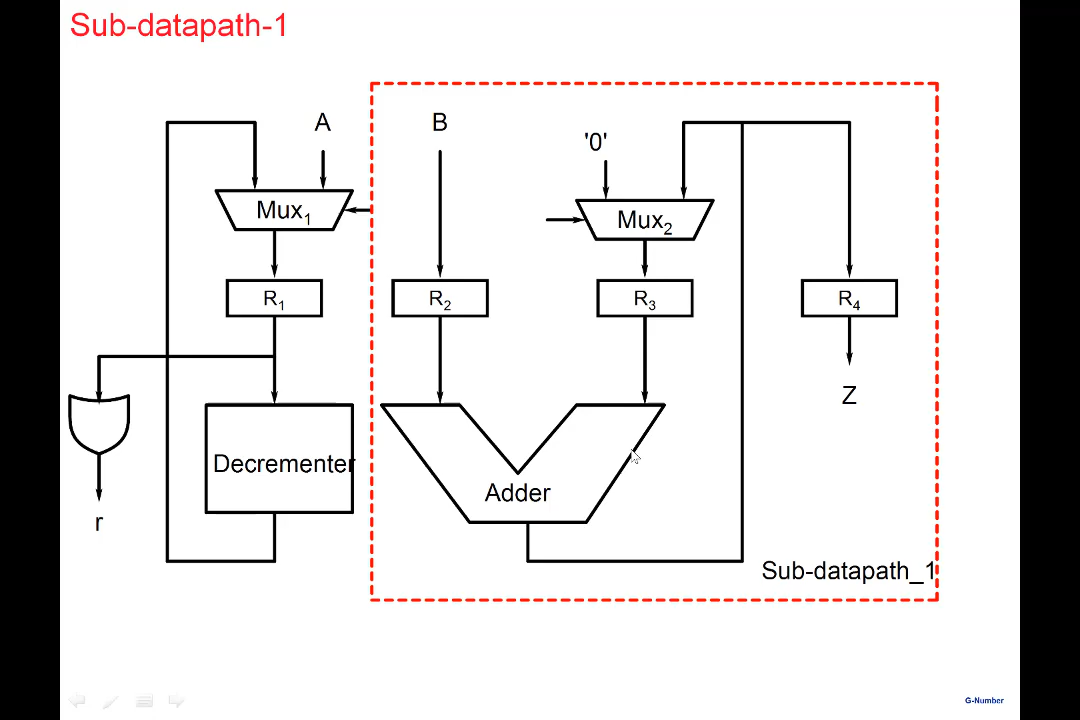 Sub-datapath-1
A
B
'0'
Mux₁
Mux₂
R₁
R₂
R₃
R₄
Z
Decrementer
Adder
r
Sub-datapath_1
G-Number